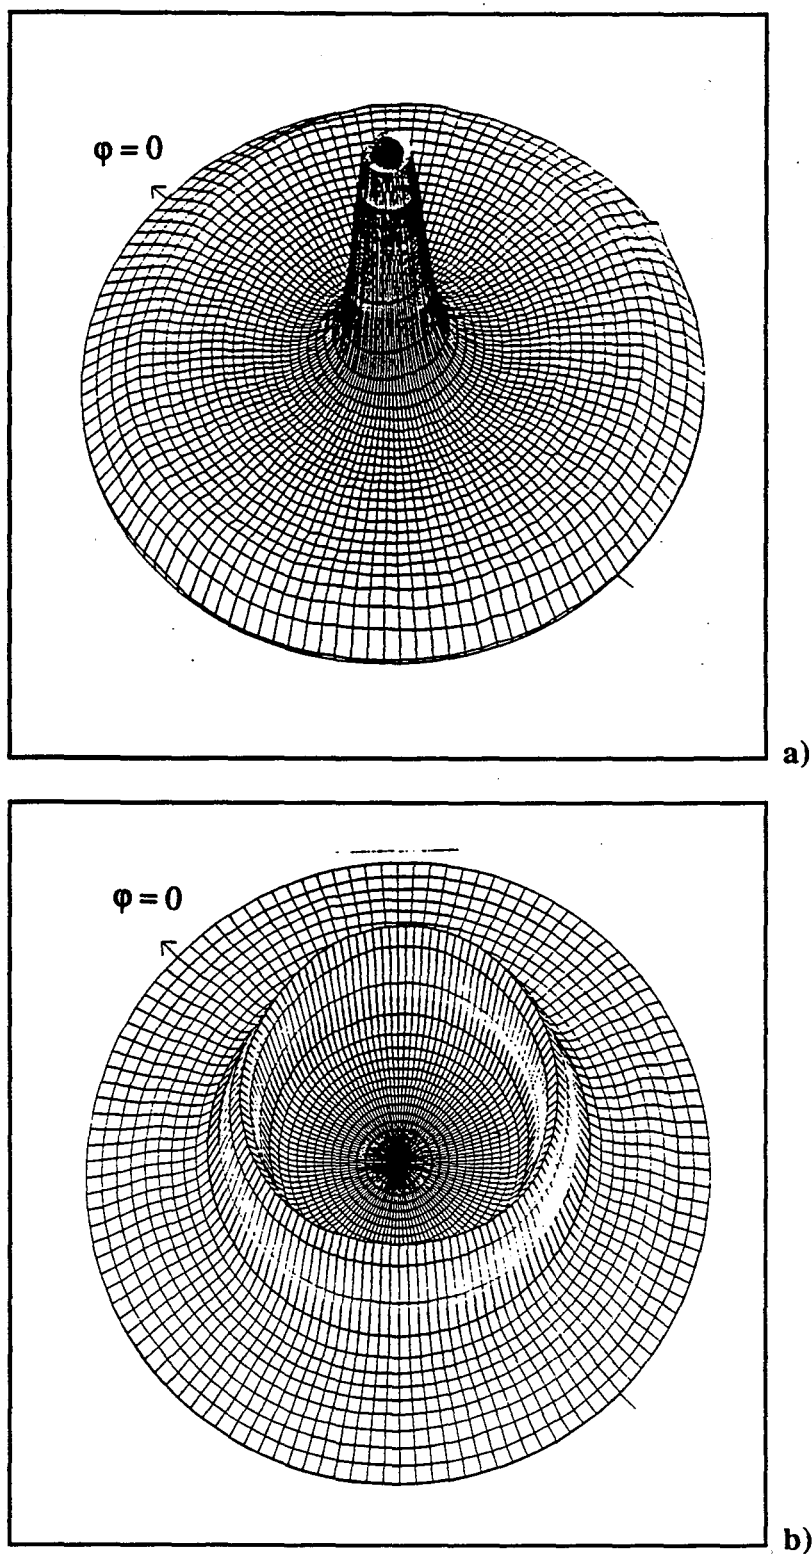 φ = 0
a)
φ = 0
b)